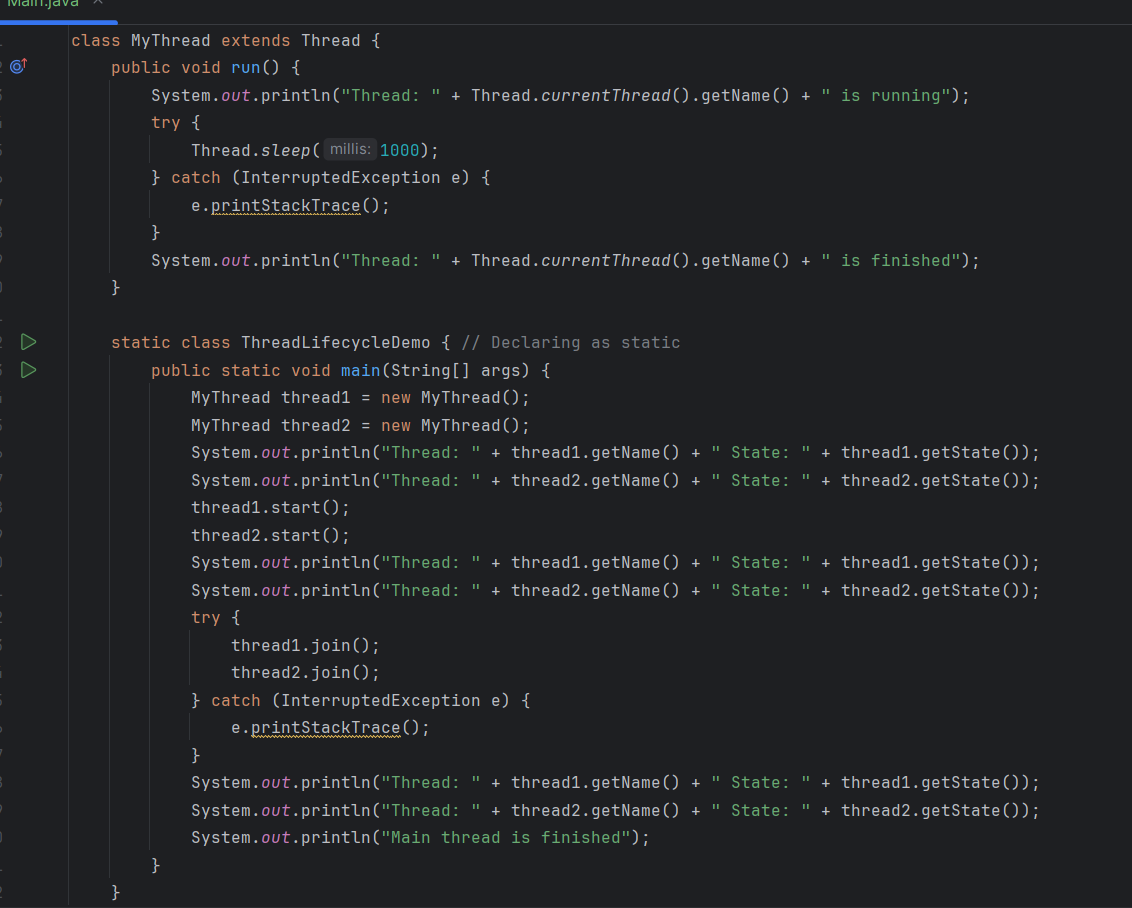 Main.java
class MyThread extends Thread {
    public void run() {
        System.out.println("Thread: " + Thread.currentThread().getName() + " is running");
        try {
            Thread.sleep( millis: 1000);
        } catch (InterruptedException e) {
            e.printStackTrace();
        }
        System.out.println("Thread: " + Thread.currentThread().getName() + " is finished");
    }
    static class ThreadLifecycleDemo { // Declaring as static
        public static void main(String[] args) {
            MyThread thread1 = new MyThread();
            MyThread thread2 = new MyThread();
            System.out.println("Thread: " + thread1.getName() + " State: " + thread1.getState());
            System.out.println("Thread: " + thread2.getName() + " State: " + thread2.getState());
            thread1.start();
            thread2.start();
            System.out.println("Thread: " + thread1.getName() + " State: " + thread1.getState());
            System.out.println("Thread: " + thread2.getName() + " State: " + thread2.getState());
            try {
                thread1.join();
                thread2.join();
            } catch (InterruptedException e) {
                e.printStackTrace();
            }
            System.out.println("Thread: " + thread1.getName() + " State: " + thread1.getState());
            System.out.println("Thread: " + thread2.getName() + " State: " + thread2.getState());
            System.out.println("Main thread is finished");
        }
    }